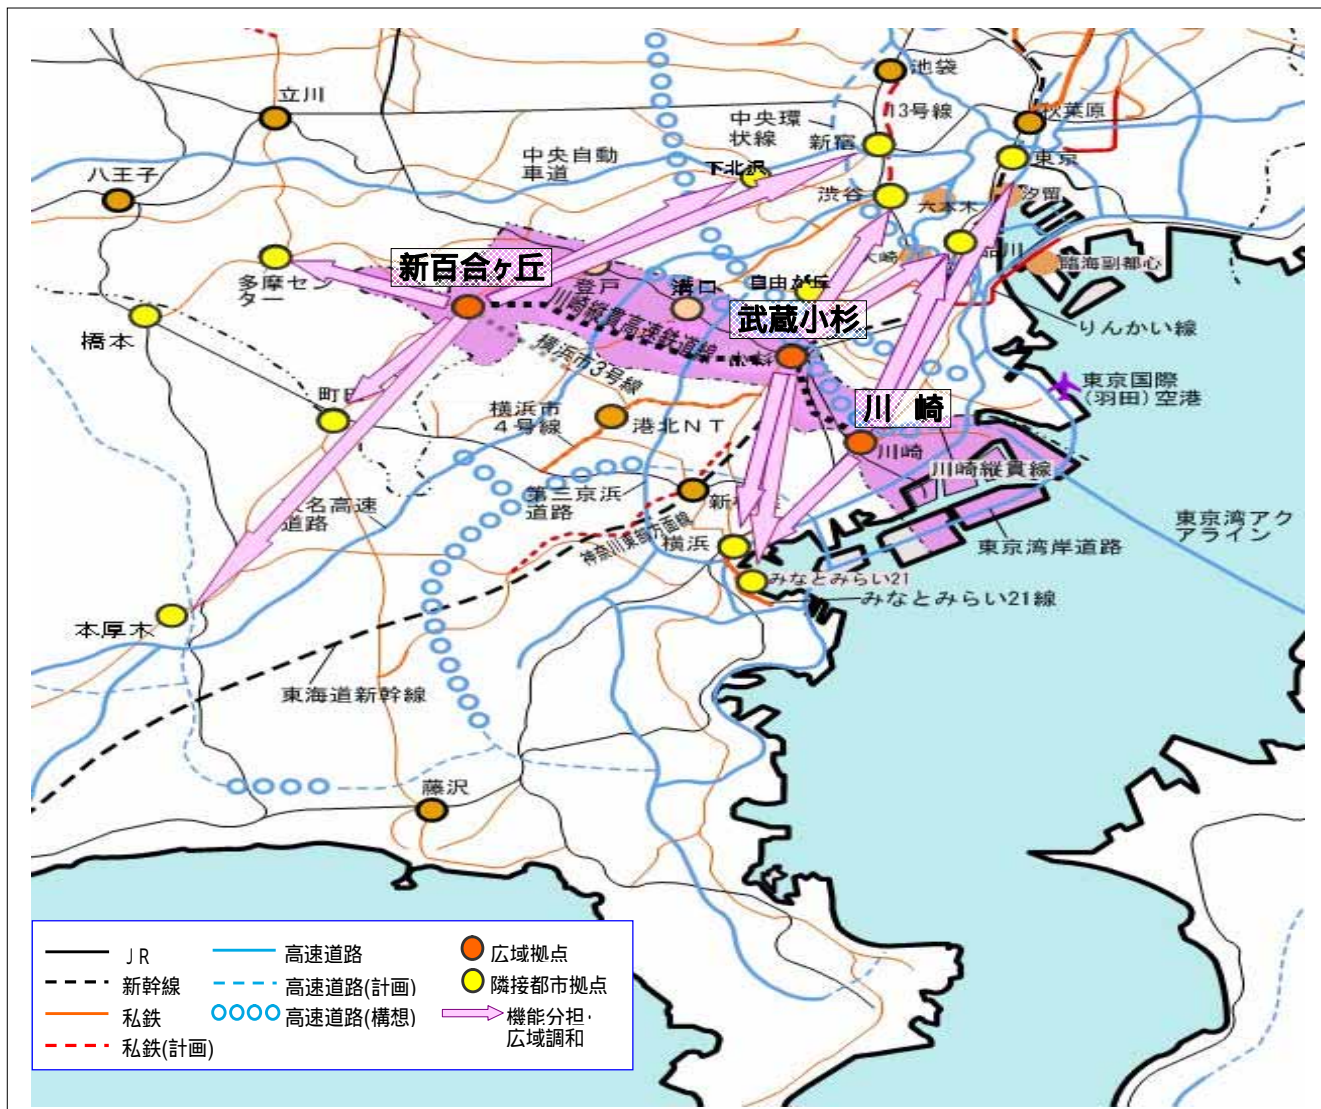 池袋
立川
13号線
秋葉原
中央環
状線
新宿
中央自動
車道
下北沢
東京
八王子
渋谷
六本木
汐留
新百合ヶ丘
大崎
品川
臨海副都心
多摩セン
ター
登戸
溝口
自由が丘
川崎縦貫高速鉄道線
武蔵小杉
りんかい線
橋本
横浜市3号線
東京国際
(羽田)空港
町田
横浜市
4号線
港北NT
川 崎
川崎
川崎縦貫線
東名高速
道路
第三京浜
道路
神奈川東部方面線
横浜
東京湾アク
アライン
東京湾岸道路
みなとみらい21
みなとみらい21線
本厚木
東海道新幹線
藤沢
JR
新幹線
私鉄
私鉄(計画)
高速道路
高速道路(計画)
高速道路(構想)
広域拠点
隣接都市拠点
機能分担・
広域調和